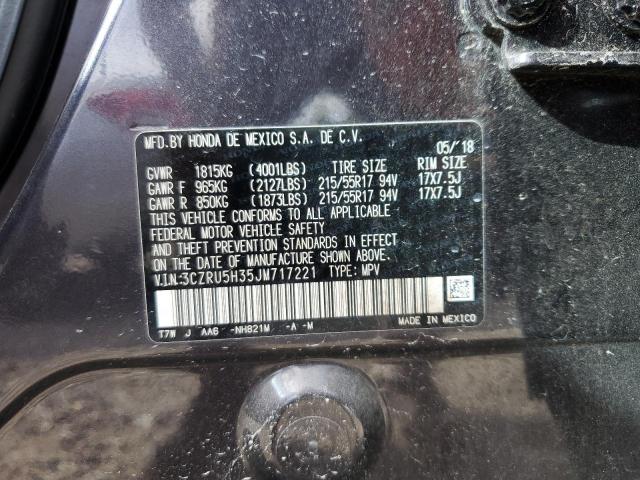 MFD.BY HONDA DE MEXICO S.A. DE C.V. 05/'18
GVWR 1815KG (4001LBS) TIRE SIZE RIM SIZE
GAWR F 965KG (2127LBS) 215/55R17 94V 17X7.5J
GAWR R 850KG (1873LBS) 215/55R17 94V 17X7.5J
THIS VEHICLE CONFORMS TO ALL APPLICABLE
FEDERAL MOTOR VEHICLE SAFETY
AND THEFT PREVENTION STANDARDS IN EFFECT
ON THE DATE OF MANUFACTURE SHOWN ABOVE.
V.I.N.:3CZRU5H35JM717221 TYPE: MPV
T7W J AA6 -NH821M -A -M MADE IN MEXICO